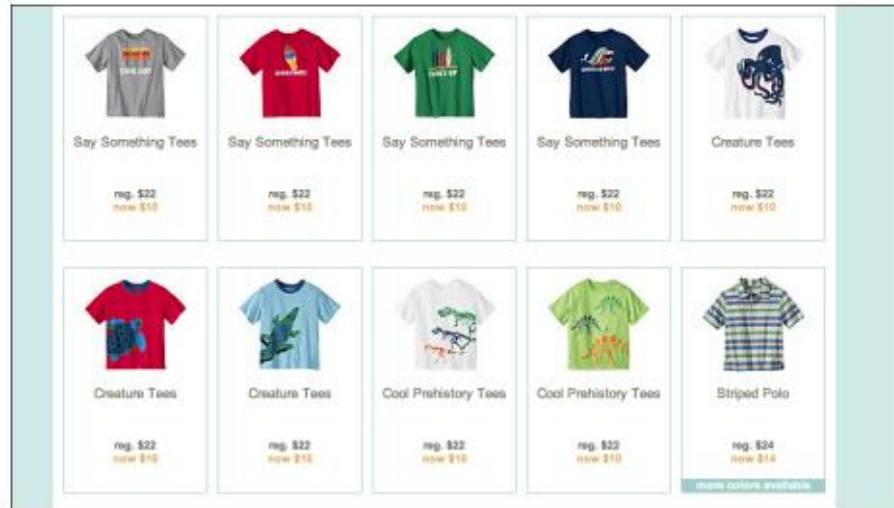 Say Something Tees
reg. $22
now $10
Say Something Tees
reg. $22
now $10
Say Something Tees
reg. $22
now $10
Say Something Tees
reg. $22
now $10
Creature Tees
reg. $22
now $10
Creature Tees
reg. $22
now $10
Creature Tees
reg. $22
now $10
Cool Prehistory Tees
reg. $22
now $10
Cool Prehistory Tees
reg. $22
now $10
Striped Polo
reg. $24
now $14
more colors available